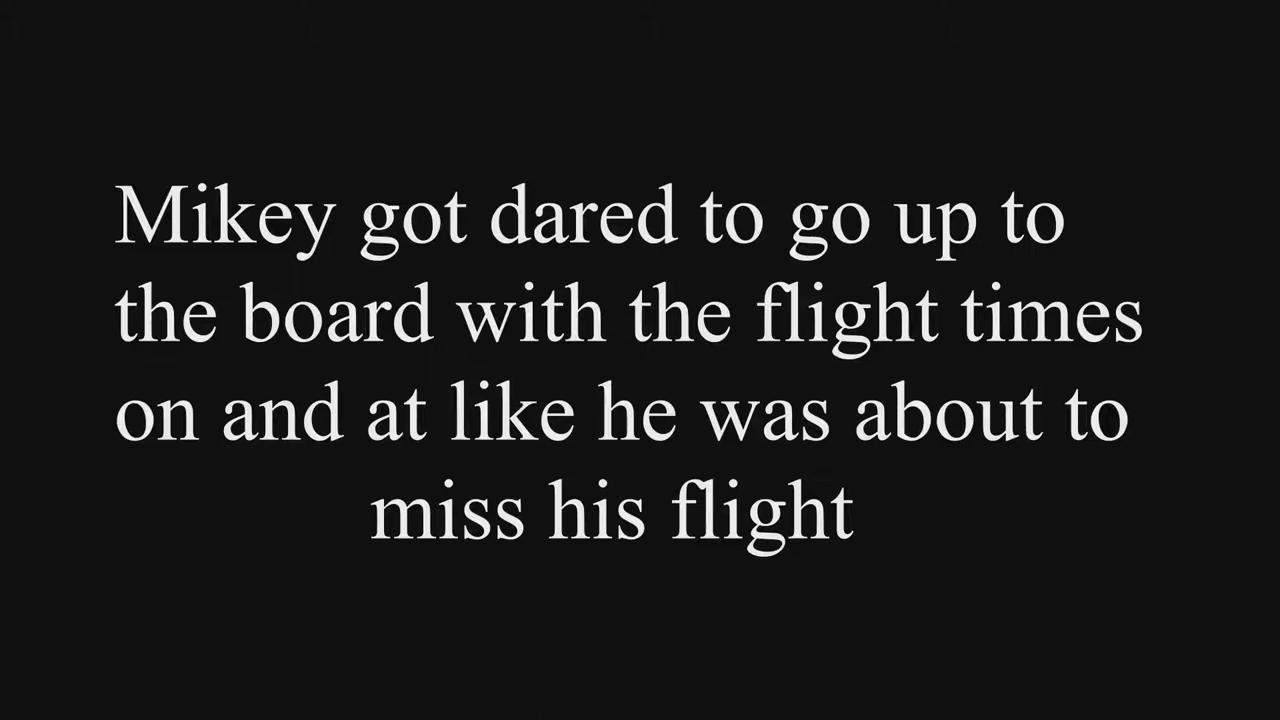 Mikey got dared to go up to
the board with the flight times
on and at like he was about to
miss his flight